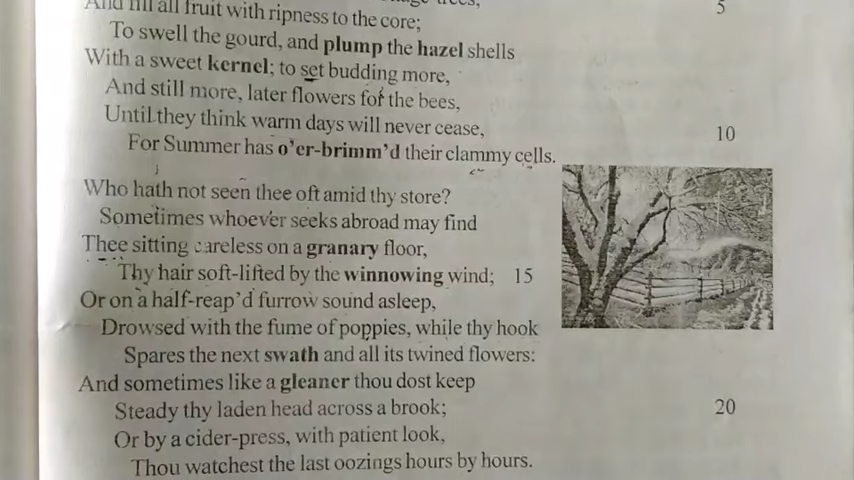 And fill all fruit with ripness to the core;
5
To swell the gourd, and plump the hazel shells
With a sweet kernel; to set budding more,
And still more, later flowers for the bees,
Until they think warm days will never cease,
10
For Summer has o'er-brimm'd their clammy cells.
Who hath not seen thee oft amid thy store?
Sometimes whoever seeks abroad may find
Thee sitting careless on a granary floor,
Thy hair soft-lifted by the winnowing wind; 15
Or on a half-reap'd furrow sound asleep,
Drowsed with the fume of poppies, while thy hook
Spares the next swath and all its twined flowers:
And sometimes like a gleaner thou dost keep
Steady thy laden head across a brook; 20
Or by a cider-press, with patient look,
Thou watchest the last oozings hours by hours.